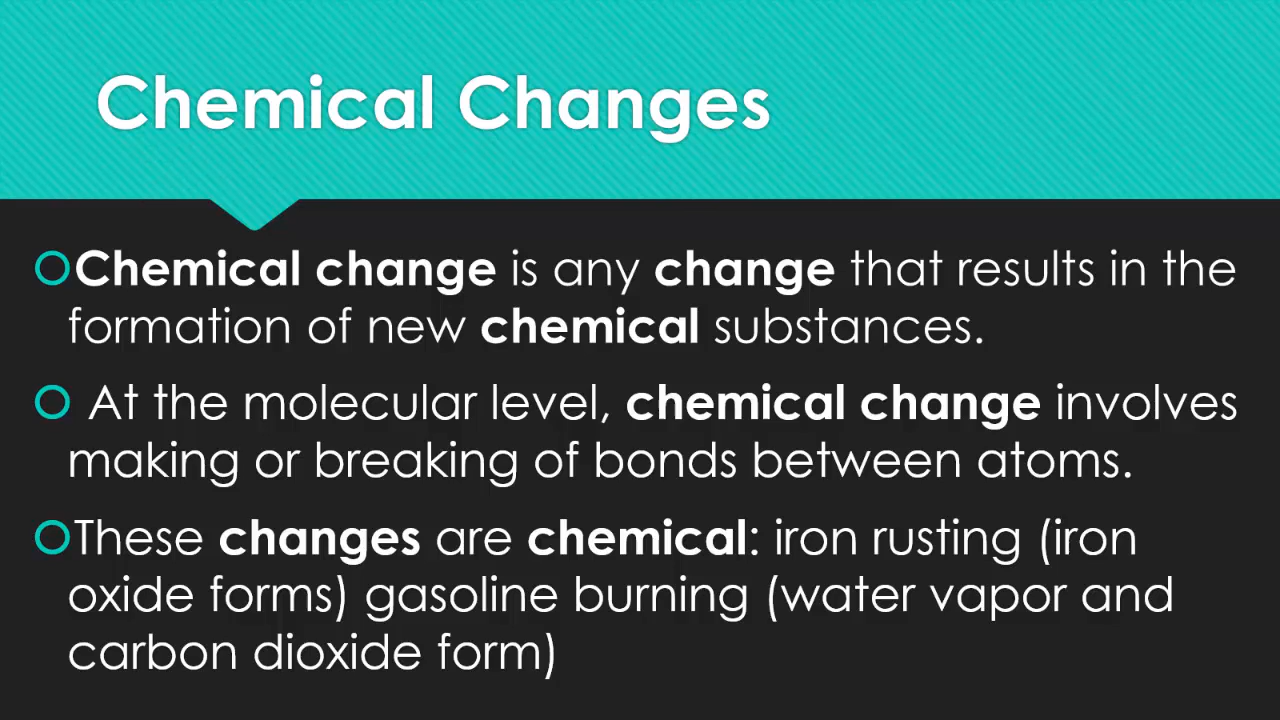 Chemical Changes
Chemical change is any change that results in the
formation of new chemical substances.
At the molecular level, chemical change involves
making or breaking of bonds between atoms.
These changes are chemical: iron rusting (iron
oxide forms) gasoline burning (water vapor and
carbon dioxide form)